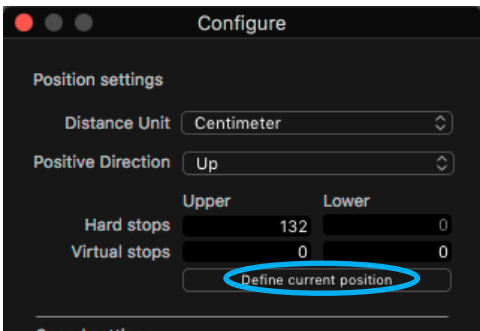 Configure
Position settings
Distance Unit Centimeter
Positive Direction Up
Upper Lower
Hard stops 132 0
Virtual stops 0 0
Define current position